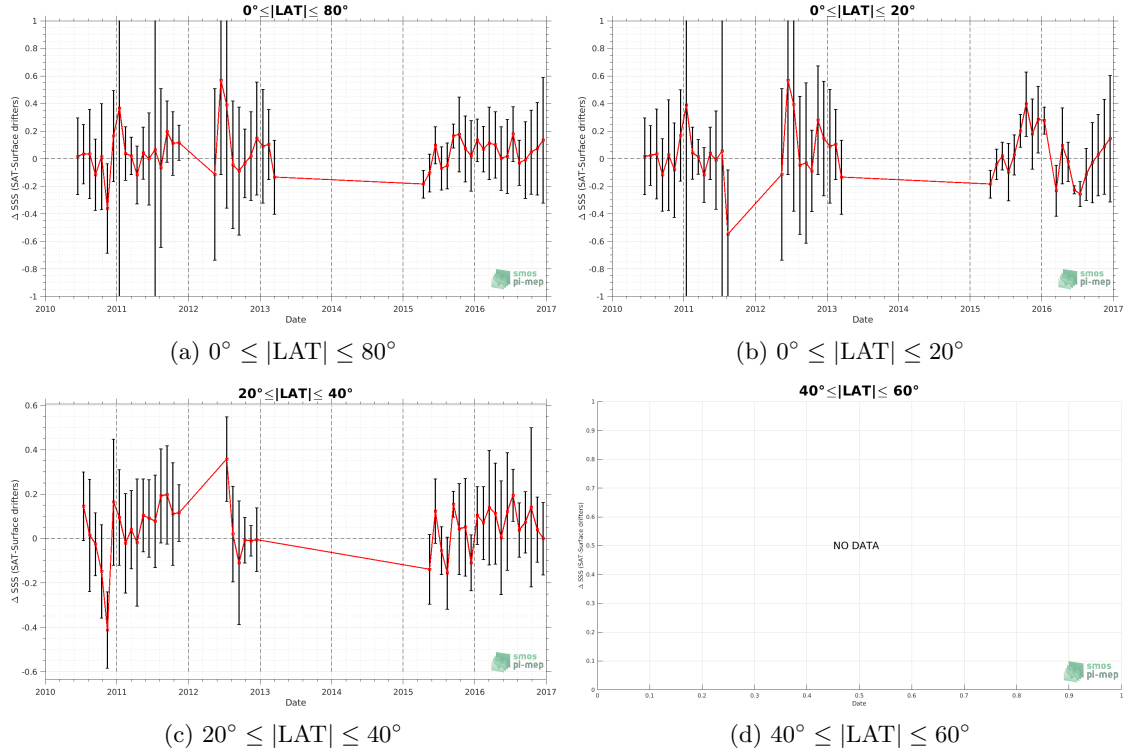 0°≤|LAT|≤ 80°
1
0.8
0.6
0.4
0.2
0
-0.2
-0.4
-0.6
-0.8
-1
Δ SSS (SAT-Surface drifters)
2010 2011 2012 2013 2014 2015 2016 2017
Date
smos
pi-mep
(a) 0° ≤ |LAT| ≤ 80°
0°≤|LAT|≤ 20°
1
0.8
0.6
0.4
0.2
0
-0.2
-0.4
-0.6
-0.8
-1
Δ SSS (SAT-Surface drifters)
2010 2011 2012 2013 2014 2015 2016 2017
Date
smos
pi-mep
(b) 0° ≤ |LAT| ≤ 20°
20°≤|LAT|≤ 40°
0.6
0.4
0.2
0
-0.2
-0.4
-0.6
Δ SSS (SAT-Surface drifters)
2010 2011 2012 2013 2014 2015 2016 2017
Date
smos
pi-mep
(c) 20° ≤ |LAT| ≤ 40°
40°≤|LAT|≤ 60°
1
0.9
0.8
0.7
0.6
0.5
0.4
0.3
0.2
0.1
0
Δ SSS (SAT-Surface drifters)
NO DATA
0 0.1 0.2 0.3 0.4 0.5 0.6 0.7 0.8 0.9 1
Date
smos
pi-mep
(d) 40° ≤ |LAT| ≤ 60°